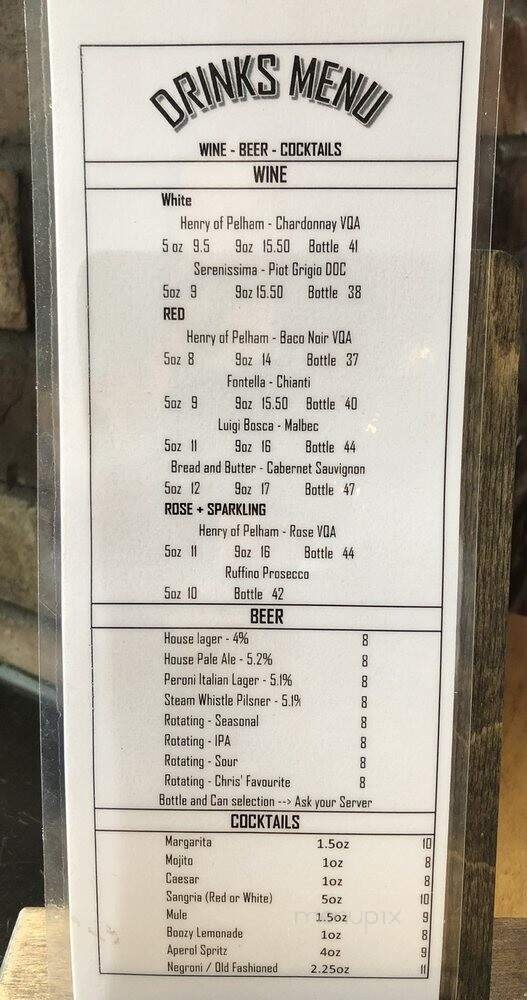 DRINKS MENU
WINE - BEER - COCKTAILS
WINE
White
Henry of Pelham - Chardonnay VQA
5 oz 9.5 9oz 15.50 Bottle 41
Serenissima - Piot Grigio DOC
5oz 9 9oz 15.50 Bottle 38
RED
Henry of Pelham - Baco Noir VQA
5oz 8 9oz 14 Bottle 37
Fontella - Chianti
5oz 9 9oz 15.50 Bottle 40
Luigi Bosca - Malbec
5oz 11 9oz 16 Bottle 44
Bread and Butter - Cabernet Sauvignon
5oz 12 9oz 17 Bottle 47
ROSE + SPARKLING
Henry of Pelham - Rose VQA
5oz 11 9oz 16 Bottle 44
Ruffino Prosecco
5oz 10 Bottle 42
BEER
House lager - 4% 8
House Pale Ale - 5.2% 8
Peroni Italian Lager - 5.1% 8
Steam Whistle Pilsner - 5.1% 8
Rotating - Seasonal 8
Rotating - IPA 8
Rotating - Sour 8
Rotating - Chris' Favourite 8
Bottle and Can selection --> Ask your Server
COCKTAILS
Margarita 1.5oz 10
Mojito 1oz 8
Caesar 1oz 8
Sangria (Red or White) 5oz 10
Mule 1.5oz 9
Boozy Lemonade 1oz 8
Aperol Spritz 4oz 9
Negroni / Old Fashioned 2.25oz 11
menupix